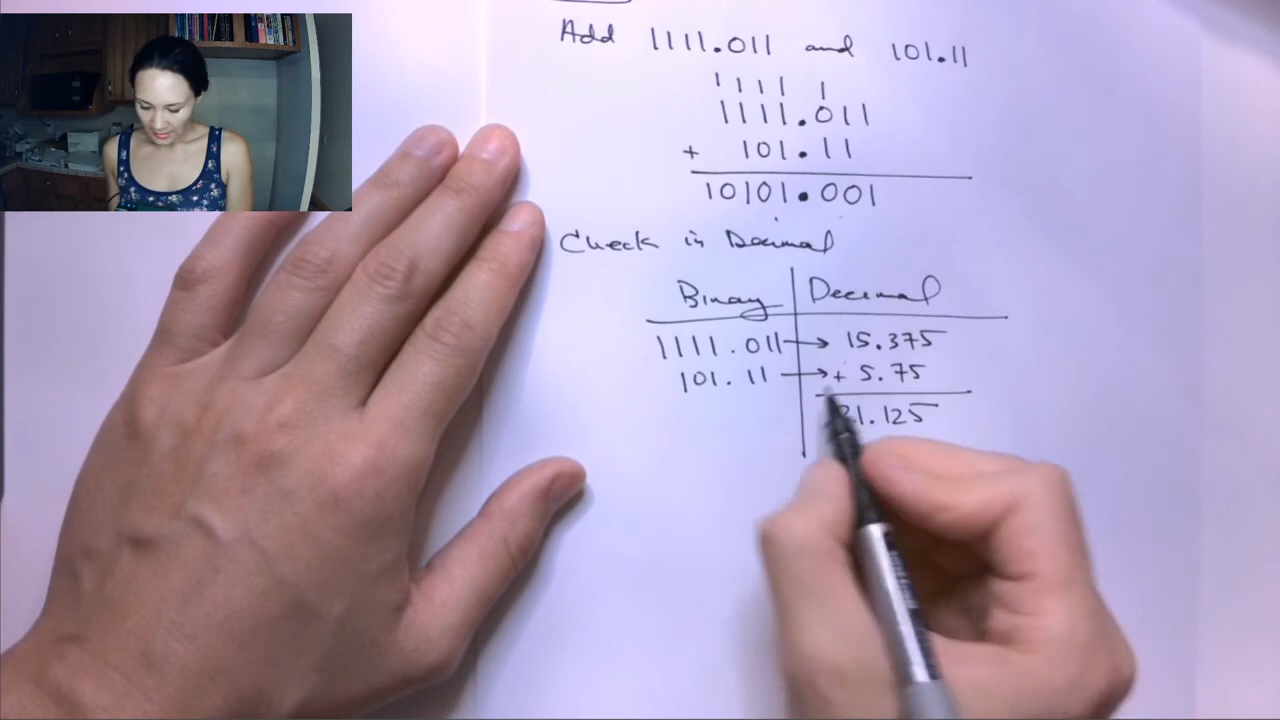 Add 1111.011 and 101.11
1111 1
1111.011
+ 101.11
10101.001
Check in Decimal
Binary Decimal
1111.011 → 15.375
101.11 → + 5.75
21.125